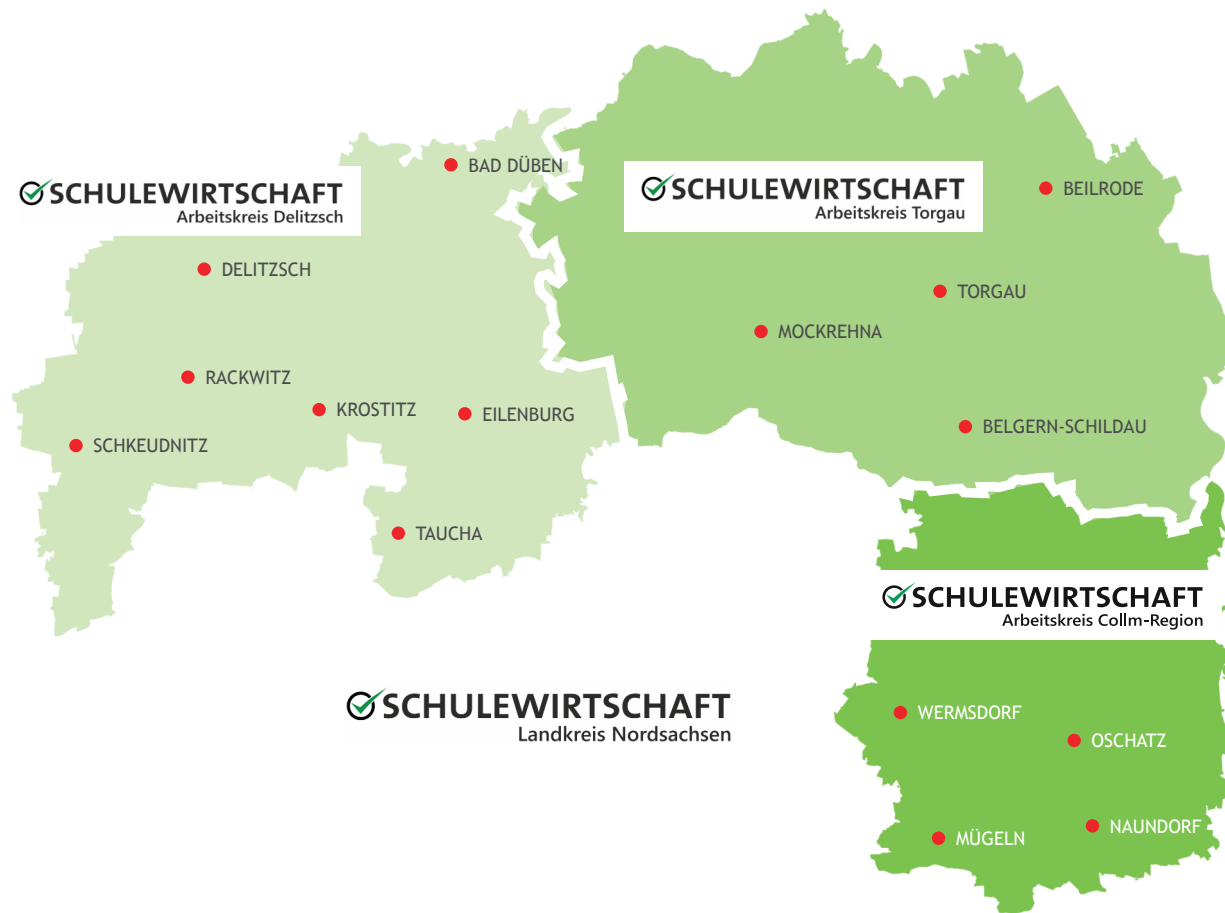 BAD DÜBEN
SCHULEWIRTSCHAFT
Arbeitskreis Delitzsch
DELITZSCH
RACKWITZ
KROSTITZ
EILENBURG
SCHKEUDNITZ
TAUCHA
SCHULEWIRTSCHAFT
Arbeitskreis Torgau
BEILRODE
TORGAU
MOCKREHNA
BELGERN-SCHILDAU
SCHULEWIRTSCHAFT
Arbeitskreis Collm-Region
WERMSDORF
OSCHATZ
NAUNDORF
MÜGELN
SCHULEWIRTSCHAFT
Landkreis Nordsachsen